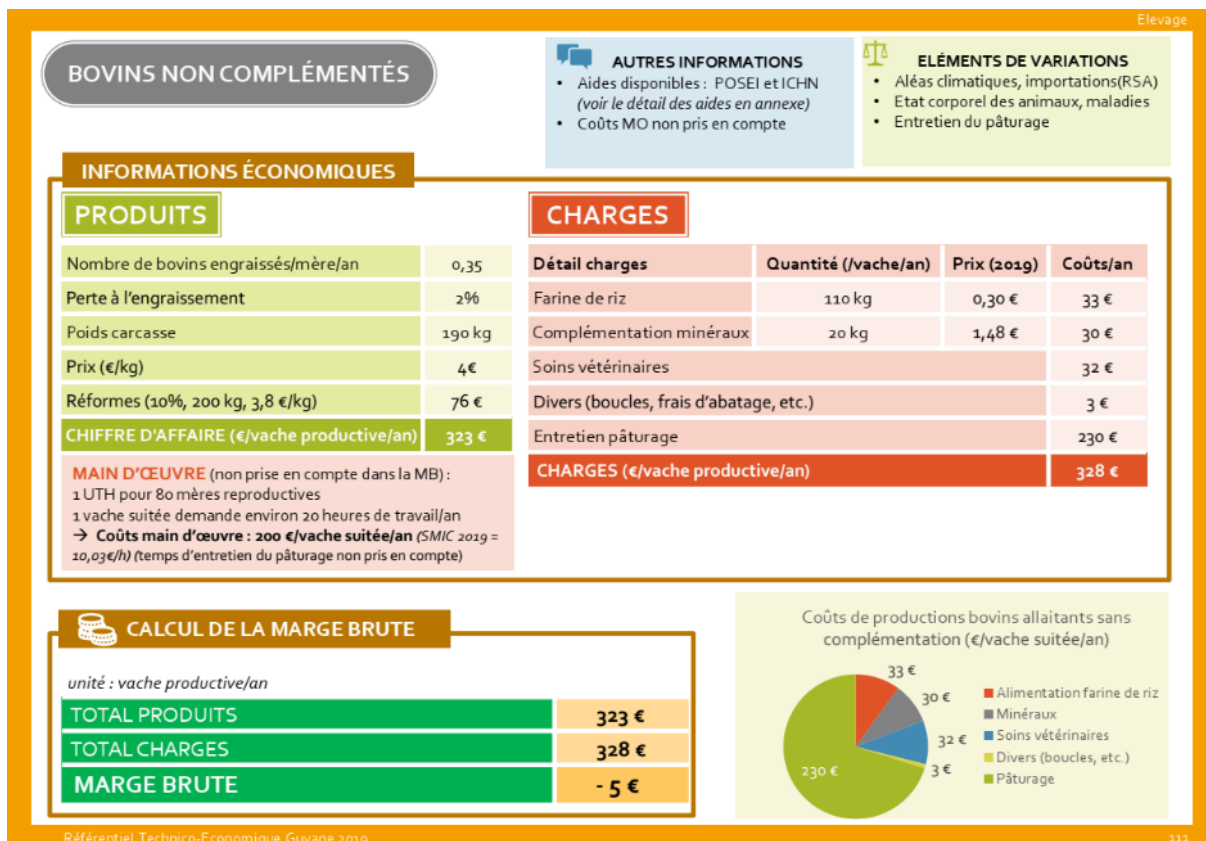 Elevage
BOVINS NON COMPLÉMENTÉS
AUTRES INFORMATIONS
• Aides disponibles : POSEI et ICHN
(voir le détail des aides en annexe)
• Coûts MO non pris en compte
ELÉMENTS DE VARIATIONS
• Aléas climatiques, importations(RSA)
• Etat corporel des animaux, maladies
• Entretien du pâturage
INFORMATIONS ÉCONOMIQUES
PRODUITS
Nombre de bovins engraissés/mère/an 0,35
Perte à l'engraissement 2%
Poids carcasse 190 kg
Prix (€/kg) 4€
Réformes (10%, 200 kg, 3,8 €/kg) 76 €
CHIFFRE D'AFFAIRE (€/vache productive/an) 323 €
MAIN D'ŒUVRE (non prise en compte dans la MB) :
1 UTH pour 80 mères reproductives
1 vache suitée demande environ 20 heures de travail/an
→ Coûts main d'œuvre : 200 €/vache suitée/an (SMIC 2019 =
10,03€/h) (temps d'entretien du pâturage non pris en compte)
CHARGES
Détail charges Quantité (/vache/an) Prix (2019) Coûts/an
Farine de riz 110 kg 0,30 € 33 €
Complémentation minéraux 20 kg 1,48 € 30 €
Soins vétérinaires 32 €
Divers (boucles, frais d'abatage, etc.) 3 €
Entretien pâturage 230 €
CHARGES (€/vache productive/an) 328 €
CALCUL DE LA MARGE BRUTE
unité : vache productive/an
TOTAL PRODUITS 323 €
TOTAL CHARGES 328 €
MARGE BRUTE - 5 €
Coûts de productions bovins allaitants sans
complémentation (€/vache suitée/an)
33 €
30 €
32 €
3 €
230 €
Alimentation farine de riz
Minéraux
Soins vétérinaires
Divers (boucles, etc.)
Pâturage
Référentiel Technico-Economique Guyane 2019
111